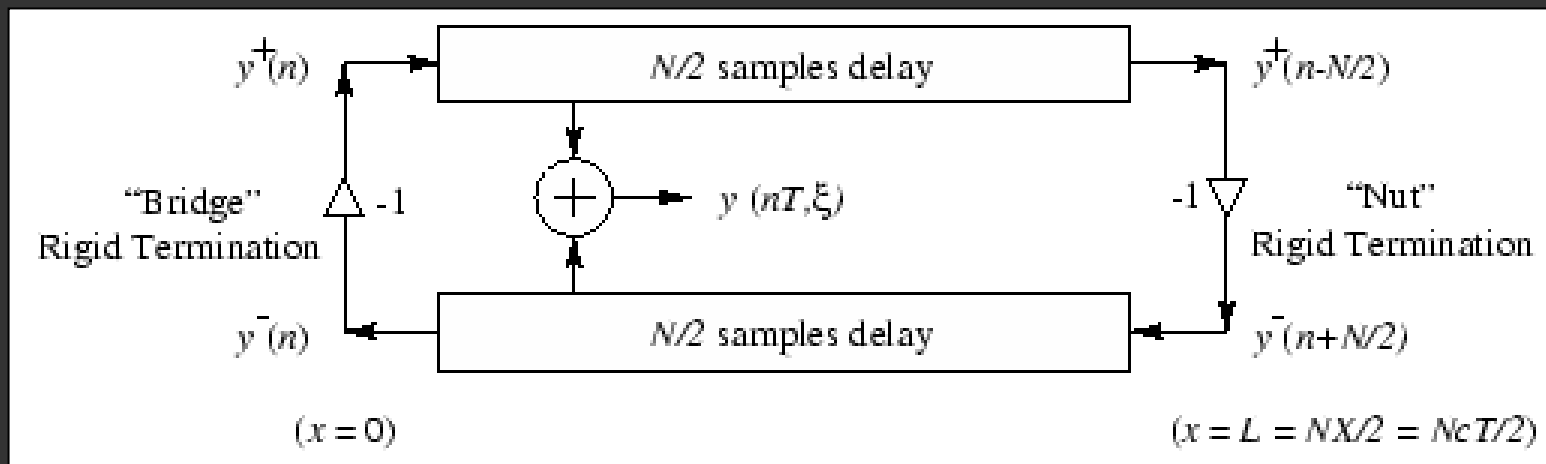 y⁺(n)
N/2 samples delay
y⁺(n-N/2)
“Bridge”
Rigid Termination
-1
y (nT,ξ)
-1
“Nut”
Rigid Termination
y⁻(n)
N/2 samples delay
y⁻(n+N/2)
(x = 0)
(x = L = NX/2 = NcT/2)